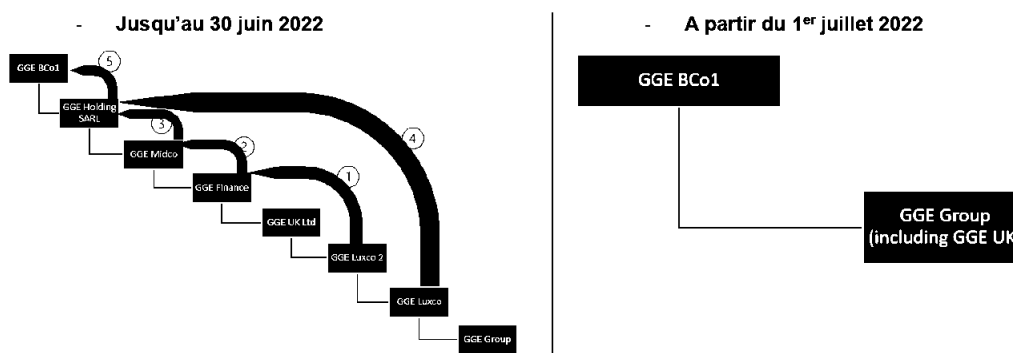 - Jusqu'au 30 juin 2022
GGE BCo1
5
GGE Holding
SARL
3
GGE Midco
2
GGE Finance
1
4
GGE UK Ltd
GGE Luxco 2
GGE Luxco
GGE Group
- A partir du 1er juillet 2022
GGE BCo1
GGE Group
(including GGE UK